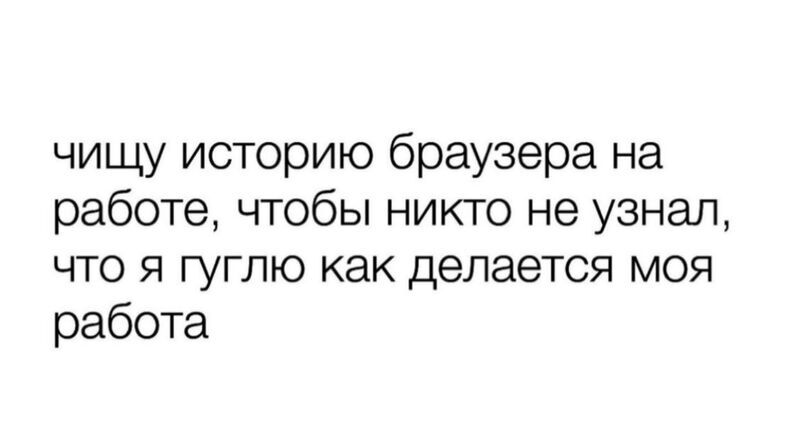 чищу историю браузера на
работе, чтобы никто не узнал,
что я гуглю как делается моя
работа